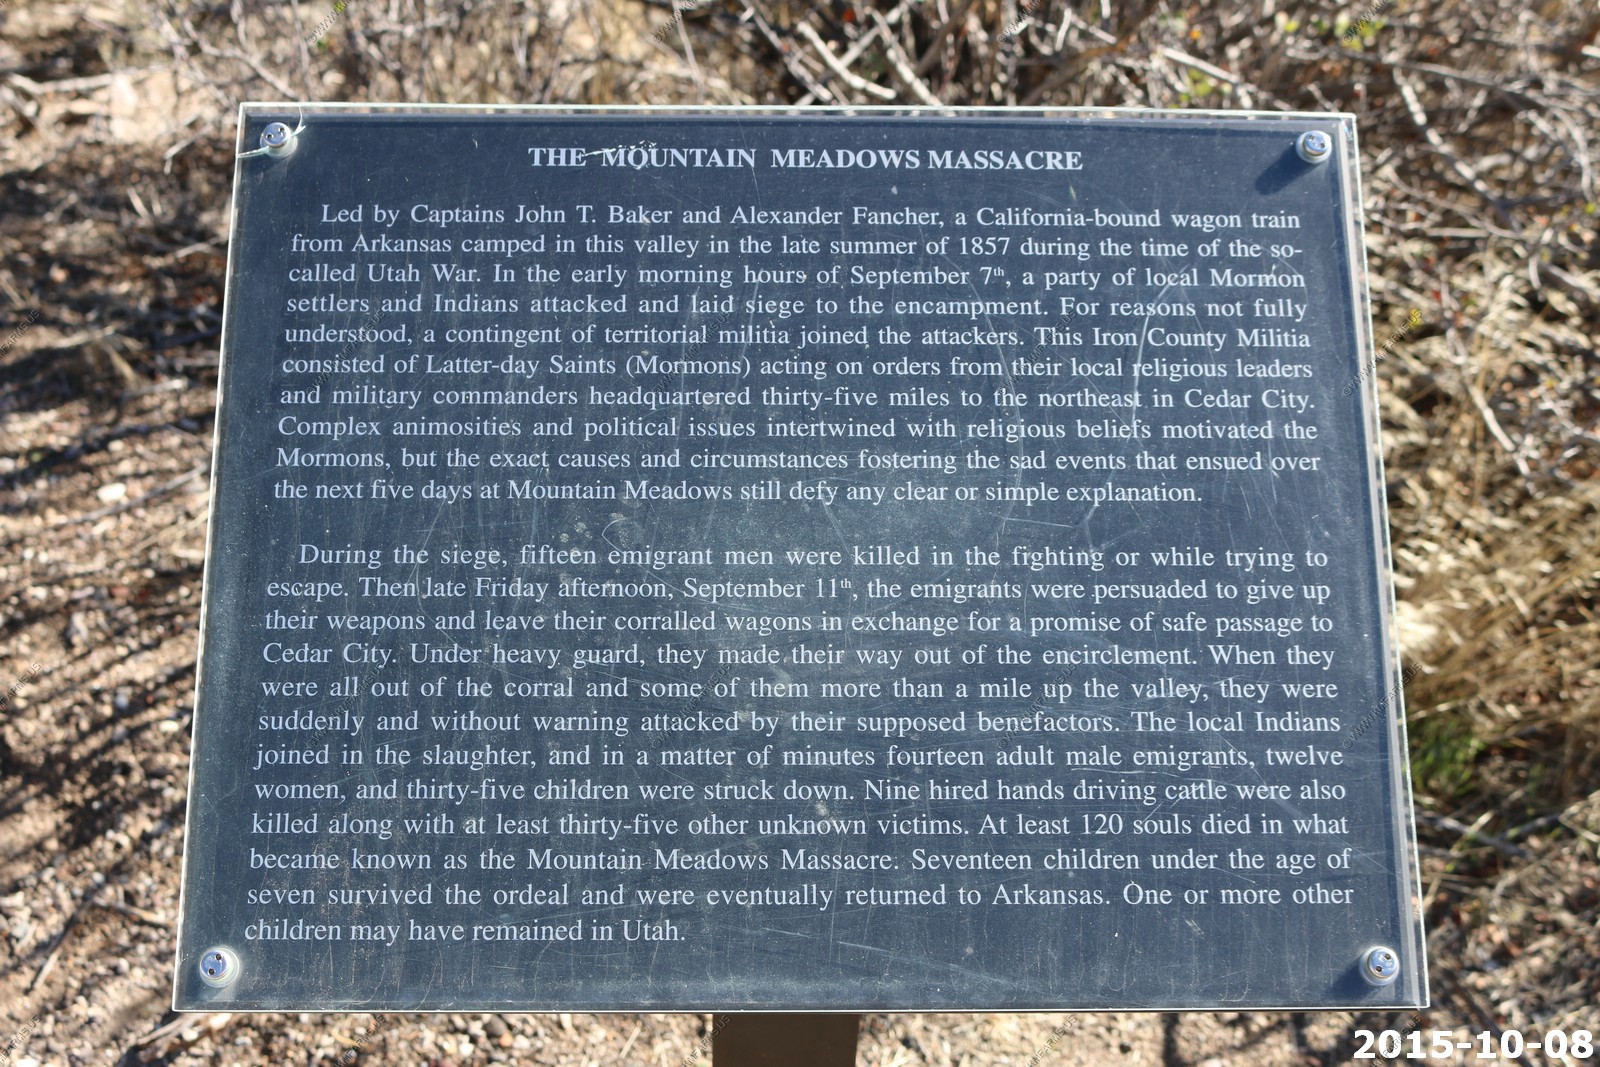 THE MOUNTAIN MEADOWS MASSACRE
Led by Captains John T. Baker and Alexander Fancher, a California-bound wagon train
from Arkansas camped in this valley in the late summer of 1857 during the time of the so-
called Utah War. In the early morning hours of September 7th, a party of local Mormon
settlers and Indians attacked and laid siege to the encampment. For reasons not fully
understood, a contingent of territorial militia joined the attackers. This Iron County Militia
consisted of Latter-day Saints (Mormons) acting on orders from their local religious leaders
and military commanders headquartered thirty-five miles to the northeast in Cedar City.
Complex animosities and political issues intertwined with religious beliefs motivated the
Mormons, but the exact causes and circumstances fostering the sad events that ensued over
the next five days at Mountain Meadows still defy any clear or simple explanation.
During the siege, fifteen emigrant men were killed in the fighting or while trying to
escape. Then late Friday afternoon, September 11th, the emigrants were persuaded to give up
their weapons and leave their corralled wagons in exchange for a promise of safe passage to
Cedar City. Under heavy guard, they made their way out of the encirclement. When they
were all out of the corral and some of them more than a mile up the valley, they were
suddenly and without warning attacked by their supposed benefactors. The local Indians
joined in the slaughter, and in a matter of minutes fourteen adult male emigrants, twelve
women, and thirty-five children were struck down. Nine hired hands driving cattle were also
killed along with at least thirty-five other unknown victims. At least 120 souls died in what
became known as the Mountain Meadows Massacre. Seventeen children under the age of
seven survived the ordeal and were eventually returned to Arkansas. One or more other
children may have remained in Utah.
2015-10-08